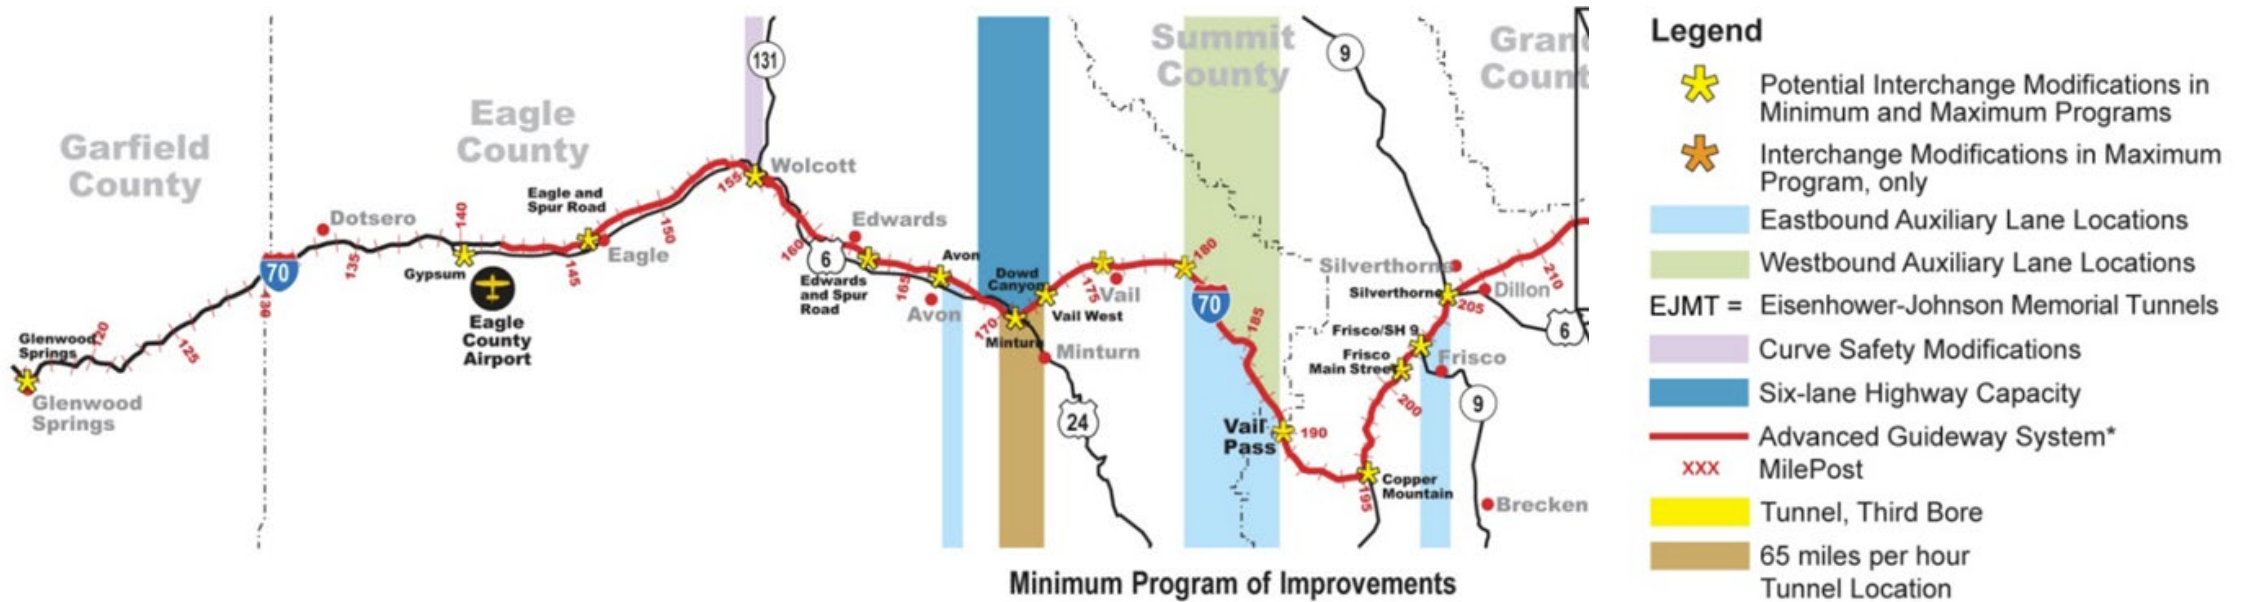 Garfield
County
Eagle
County
Summit
County
Gran
Count
131
9
Wolcott
155
Eagle and
Spur Road
Dotsero
140
150
Edwards
160
6
Eagle
Gypsum
135
145
70
130
Eagle
County
Airport
Edwards
and Spur
Road
165
Avon
Avon
Dowd
Canyon
Vail West
175
Vail
180
70
185
170
Minturn
Minturn
24
Glenwood
Springs
120
125
Glenwood
Springs
Silverthorne
Silverthorne
Dillon
205
210
6
Frisco/SH 9
Frisco
Main Street
Frisco
200
9
Vail
Pass
190
Copper
Mountain
195
Brecken
Minimum Program of Improvements
Legend
Potential Interchange Modifications in
Minimum and Maximum Programs
Interchange Modifications in Maximum
Program, only
Eastbound Auxiliary Lane Locations
Westbound Auxiliary Lane Locations
EJMT = Eisenhower-Johnson Memorial Tunnels
Curve Safety Modifications
Six-lane Highway Capacity
Advanced Guideway System*
xxx MilePost
Tunnel, Third Bore
65 miles per hour
Tunnel Location